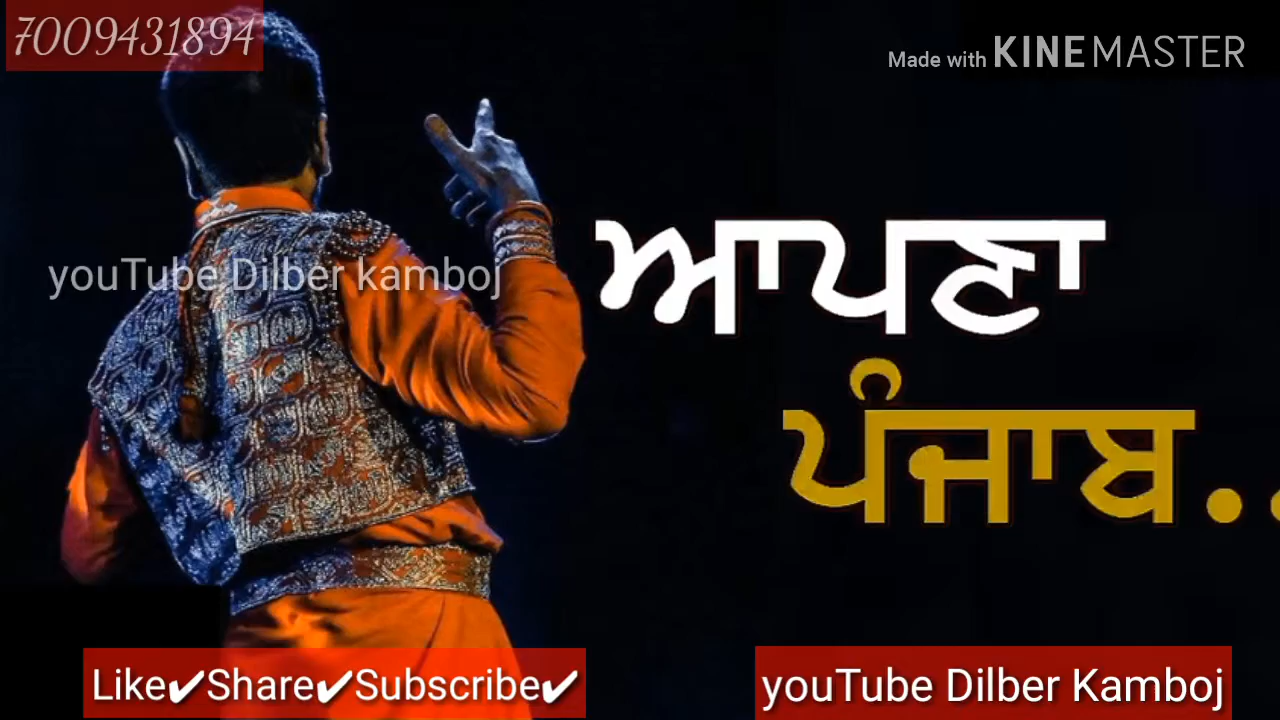 7009431894
Made with KINEMASTER
youTube Dilber kamboj
ਆਪਣਾ
ਪੰਜਾਬ..
Like✔Share✔Subscribe✔
youTube Dilber Kamboj